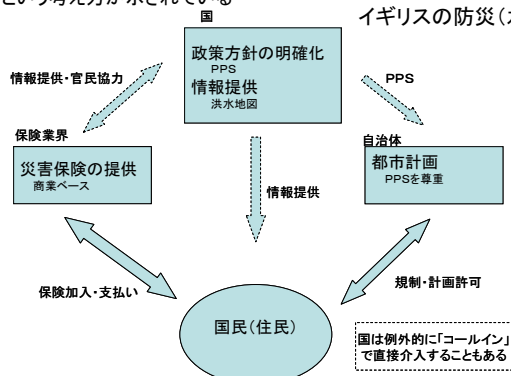 という考え方が示されている
イギリスの防災(
国
政策方針の明確化
PPS
情報提供
洪水地図
情報提供・官民協力
PPS
保険業界
災害保険の提供
商業ベース
自治体
都市計画
PPSを尊重
情報提供
保険加入・支払い
規制・計画許可
国民(住民)
国は例外的に「コールイン」
で直接介入することもある